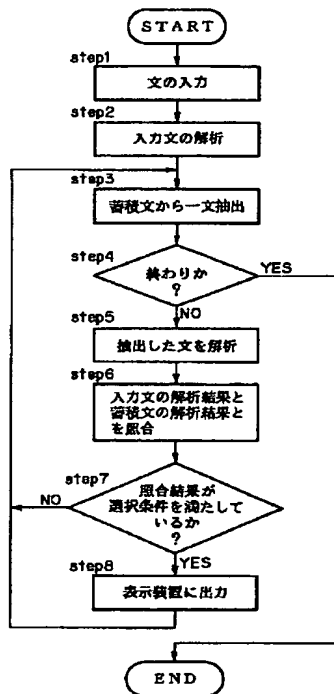 START
step1
文の入力
step2
入力文の解析
step3
蓄積文から一文抽出
step4
終わりか
?
YES
NO
step5
抽出した文を解析
step6
入力文の解析結果と
蓄積文の解析結果と
を照合
step7
照合結果が
選択条件を満たして
いるか
?
NO
YES
step8
表示装置に出力
END